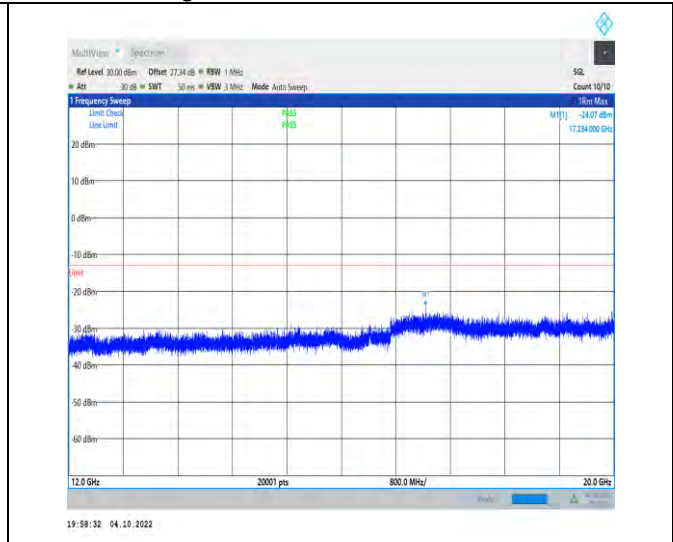 MultiView Spectrum
Ref Level 30.00 dBm Offset 27.34 dB RBW 1 MHz SGL
Att 30 dB SWT 50 ms VBW 3 MHz Mode Auto Sweep Count 10/10
1 Frequency Sweep 1Rm Max
Limit Check PASS M1[1] -24.07 dBm
Line Limit PASS 17.234 000 GHz
20 dBm
10 dBm
0 dBm
-10 dBm
Limit
-20 dBm
M1
-30 dBm
-40 dBm
-50 dBm
-60 dBm
12.0 GHz 20001 pts 800.0 MHz/ 20.0 GHz
Ready
19:58:32 04.10.2022